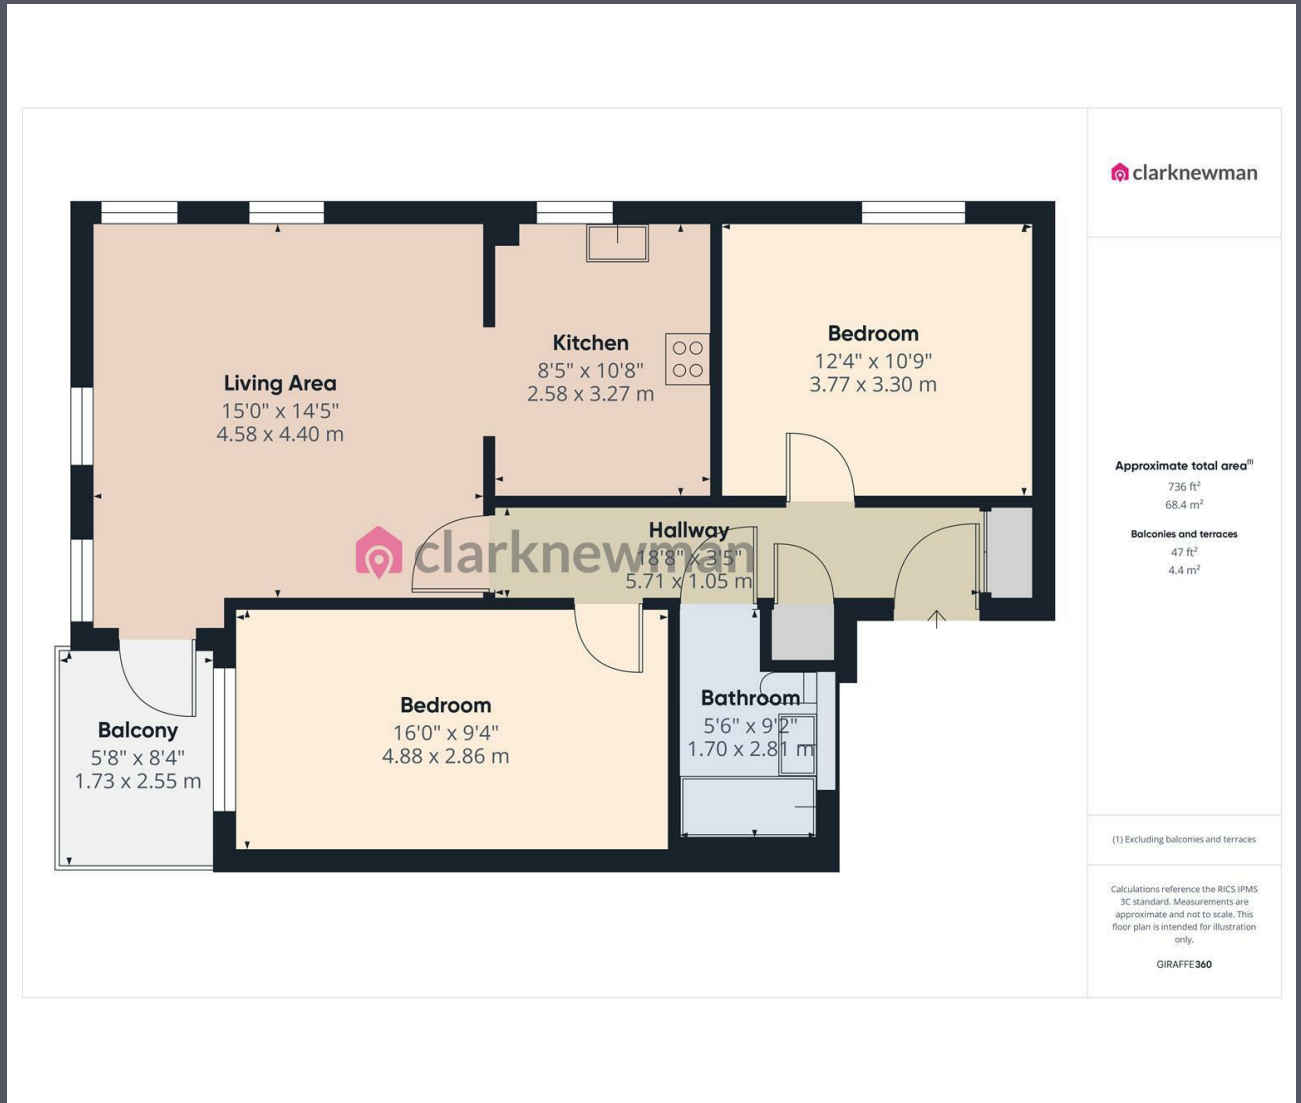 clarknewman
Living Area
15'0" x 14'5"
4.58 x 4.40 m
Kitchen
8'5" x 10'8"
2.58 x 3.27 m
Bedroom
12'4" x 10'9"
3.77 x 3.30 m
Hallway
18'8" x 3'5"
5.71 x 1.05 m
clarknewman
Bedroom
16'0" x 9'4"
4.88 x 2.86 m
Bathroom
5'6" x 9'2"
1.70 x 2.81 m
Balcony
5'8" x 8'4"
1.73 x 2.55 m
Approximate total area(1)
736 ft²
68.4 m²
Balconies and terraces
47 ft²
4.4 m²
(1) Excluding balconies and terraces
Calculations reference the RICS IPMS
3C standard. Measurements are
approximate and not to scale. This
floor plan is intended for illustration
only.
GIRAFFE360